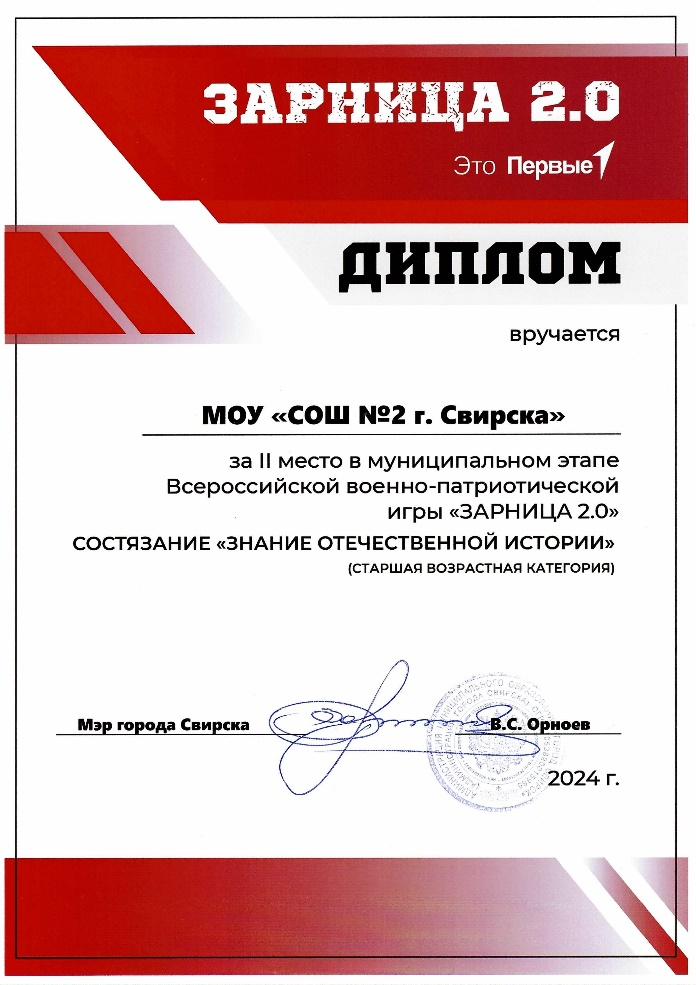 ЗАРНИЦА 2.0
Это Первые
ДИПЛОМ
вручается
МОУ «СОШ №2 г. Свирска»
за II место в муниципальном этапе
Всероссийской военно-патриотической
игры «ЗАРНИЦА 2.0»
СОСТЯЗАНИЕ «ЗНАНИЕ ОТЕЧЕСТВЕННОЙ ИСТОРИИ»
(СТАРШАЯ ВОЗРАСТНАЯ КАТЕГОРИЯ)
Мэр города Свирска В.С. Орноев
2024 г.